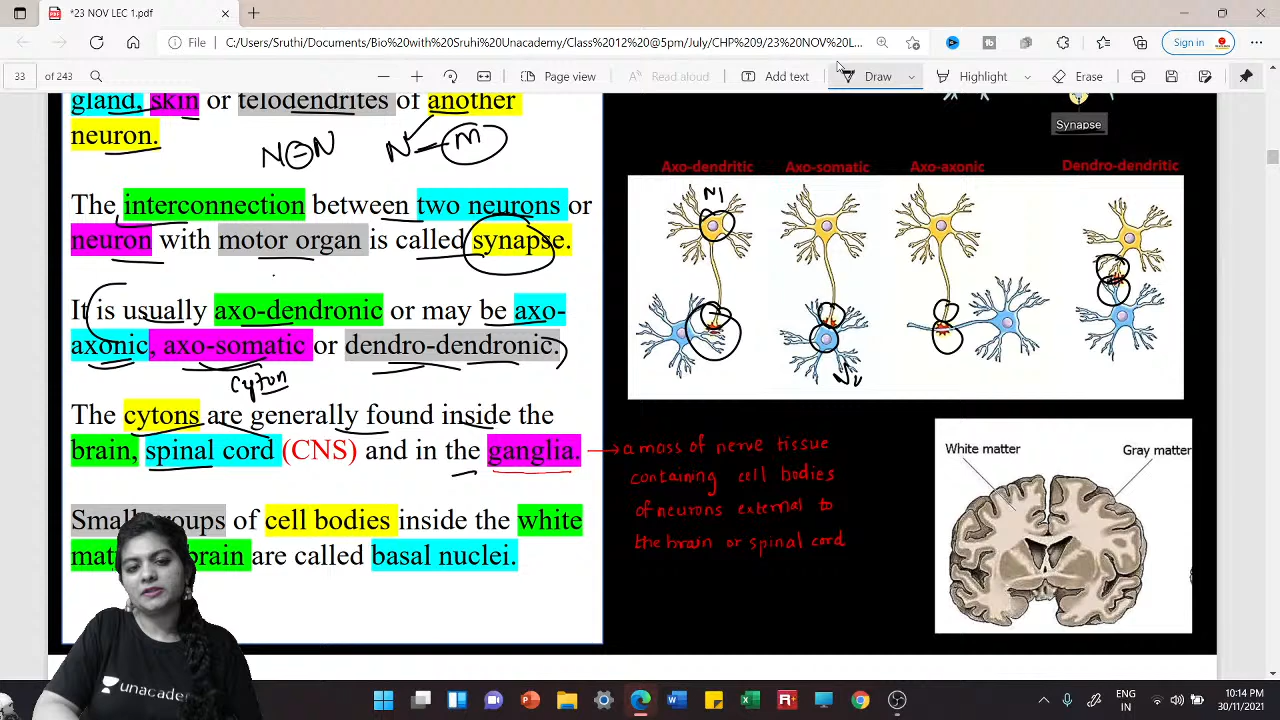 *23 NOV LEC 1.pdf
File
C:/Sruthi/Documents/Bio%20with%20Sruhi%20Unacademy/Class%2012%20@5pm/July/CHP%209/23%20NOV%20L...
Sign in
33 of 243
Page view
Read aloud
Add text
Draw
Highlight
Erase
gland, skin or telodendrites of another
neuron.
N N N M
The interconnection between two neurons or
neuron with motor organ is called synapse.
It is usually axo-dendronic or may be axo-
axonic, axo-somatic or dendro-dendronic.
Cyton
The cytons are generally found inside the
brain, spinal cord (CNS) and in the ganglia.
Small groups of cell bodies inside the white
brain are called basal nuclei.
Synapse
Axo-dendritic Axo-somatic Axo-axonic Dendro-dendritic
N1
a mass of nerve tissue
containing cell bodies
of neurons external to
the brain or spinal cord
White matter
Gray matter
unacade
ENG
IN
10:14 PM
30/11/2021